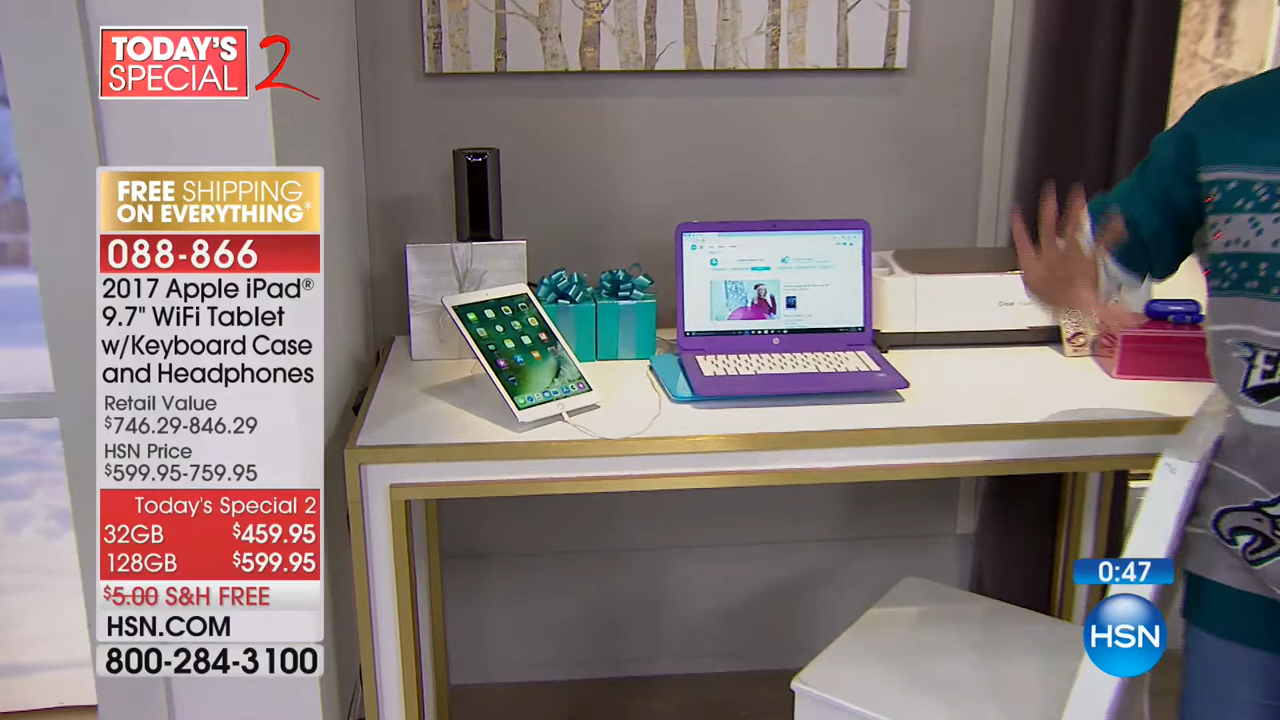 TODAY'S
SPECIAL 2
FREE SHIPPING
ON EVERYTHING*
088-866
2017 Apple iPad®
9.7" WiFi Tablet
w/Keyboard Case
and Headphones
Retail Value
$746.29-846.29
HSN Price
$599.95-759.95
Today's Special 2
32GB $459.95
128GB $599.95
$5.00 S&H FREE
HSN.COM
800-284-3100
0:47
HSN